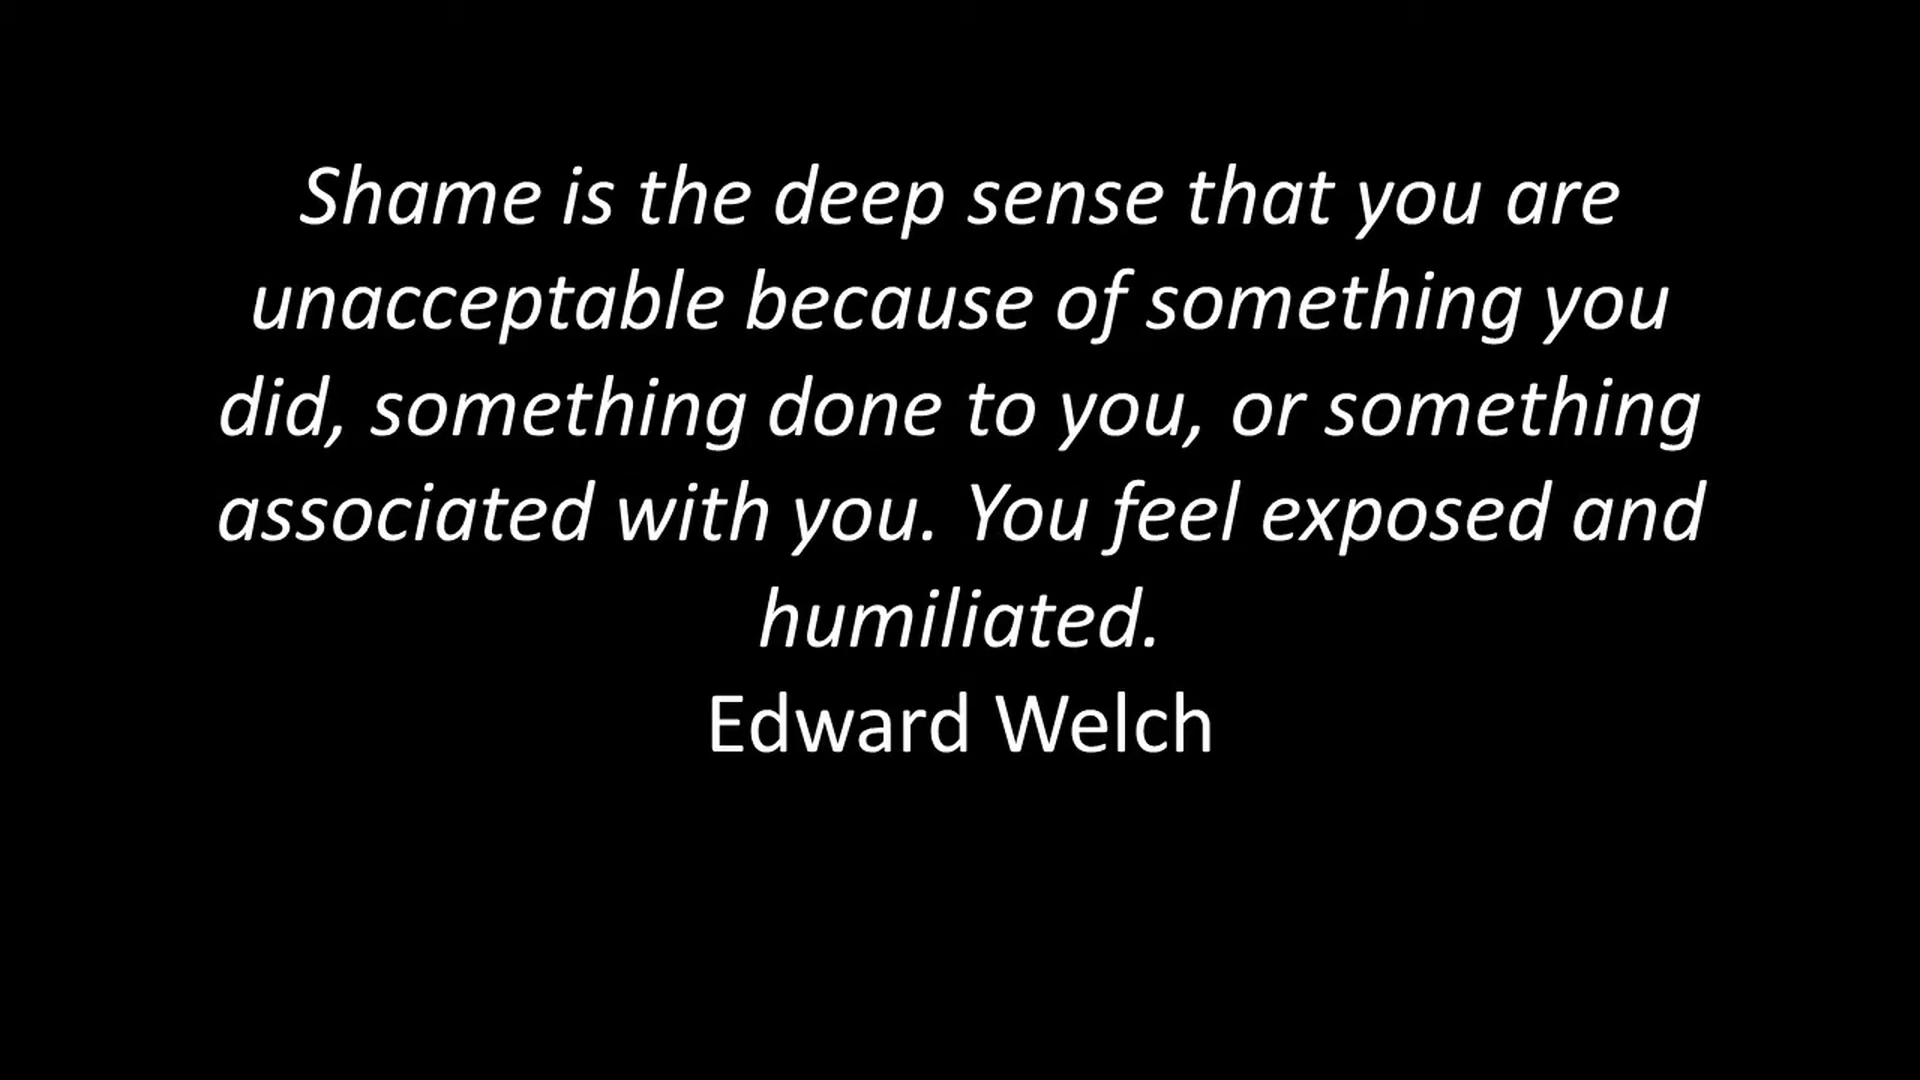 Shame is the deep sense that you are
unacceptable because of something you
did, something done to you, or something
associated with you. You feel exposed and
humiliated.
Edward Welch